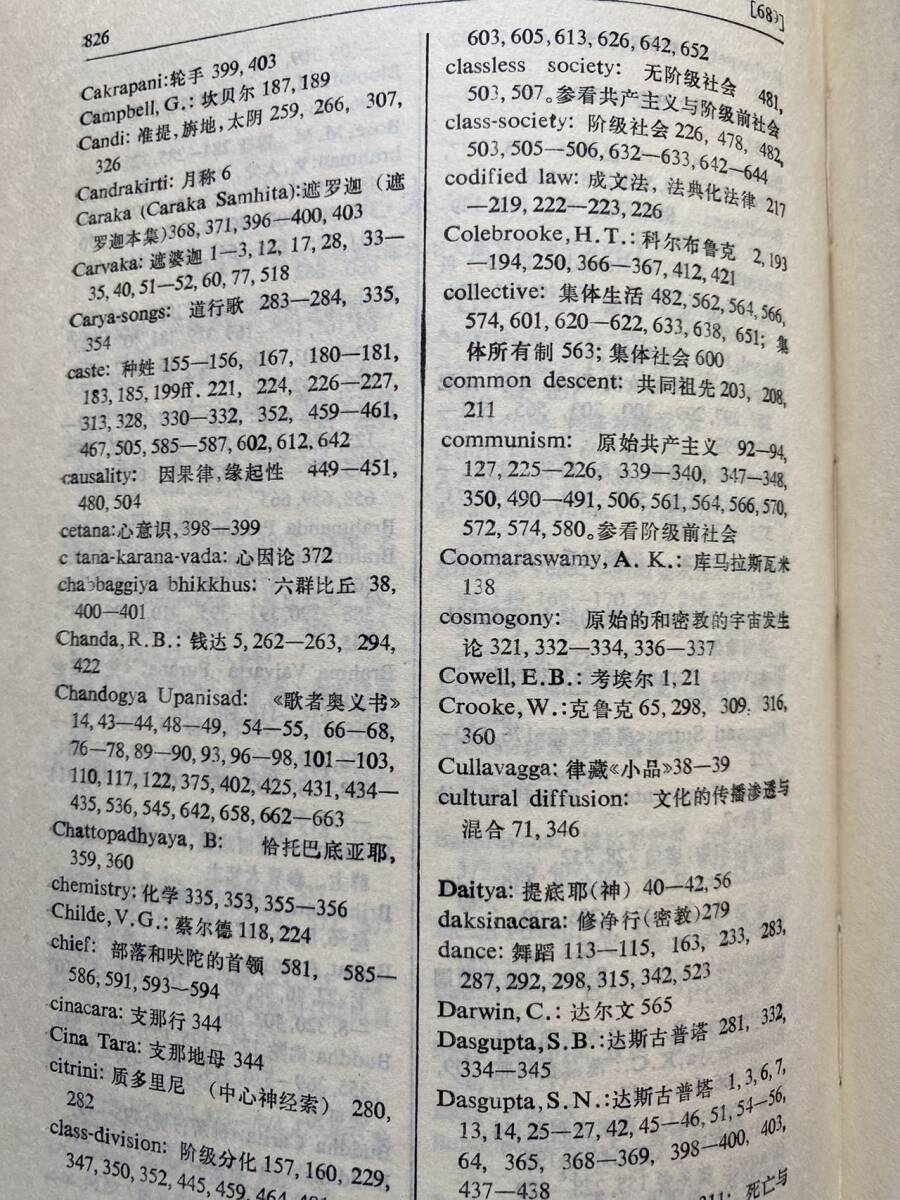 826
[689]
Cakrapani:轮手 399, 403
Campbell, G.: 坎贝尔 187, 189
Candi: 准提,旃地,太阴 259, 266, 307,
326
Candrakirti: 月称 6
Caraka (Caraka Samhita):遮罗迦 (遮
罗迦本集)368, 371, 396—400, 403
Carvaka: 遮婆迦 1—3, 12, 17, 28, 33—
35, 40, 51—52, 60, 77, 518
Carya-songs: 道行歌 283—284, 335,
354
caste: 种姓 155—156, 167, 180—181,
183, 185, 199ff. 221, 224, 226—227,
313, 328, 330—332, 352, 459—461,
467, 505, 585—587, 602, 612, 642
causality: 因果律,缘起性 449—451,
480, 504
cetana:心意识, 398—399
c tana-karana-vada: 心因论 372
chabbaggiya bhikkhus: 六群比丘 38,
400—401
Chanda, R.B.: 钱达 5, 262—263, 294,
422
Chandogya Upanisad: 《歌者奥义书》
14, 43—44, 48—49, 54—55, 66—68,
76—78, 89—90, 93, 96—98, 101—103,
110, 117, 122, 375, 402, 425, 431, 434—
435, 536, 545, 642, 658, 662—663
Chattopadhyaya, B: 恰托巴底亚耶,
359, 360
chemistry: 化学 335, 353, 355—356
Childe, V.G.: 蔡尔德 118, 224
chief: 部落和吠陀的首领 581, 585—
586, 591, 593—594
cinacara: 支那行 344
Cina Tara: 支那地母 344
citrini: 质多里尼 (中心神经索) 280,
282
class-division: 阶级分化 157, 160, 229,
347, 350, 352, 445, 459, 464, 481
603, 605, 613, 626, 642, 652
classless society: 无阶级社会 481,
503, 507。参看共产主义与阶级前社会
class-society: 阶级社会 226, 478, 482,
503, 505—506, 632—633, 642—644
codified law: 成文法, 法典化法律 217
—219, 222—223, 226
Colebrooke, H.T.: 科尔布鲁克 2, 193
—194, 250, 366—367, 412, 421
collective: 集体生活 482, 562, 564, 566,
574, 601, 620—622, 633, 638, 651; 集
体所有制 563; 集体社会 600
common descent: 共同祖先 203, 208,
211
communism: 原始共产主义 92—94,
127, 225—226, 339—340, 347—348,
350, 490—491, 506, 561, 564, 566, 570,
572, 574, 580。参看阶级前社会
Coomaraswamy, A. K.: 库马拉斯瓦米
138
cosmogony: 原始的和密教的宇宙发生
论 321, 332—334, 336—337
Cowell, E.B.: 考埃尔 1, 21
Crooke, W.:克鲁克 65, 298, 309, 316,
360
Cullavagga: 律藏《小品》38—39
cultural diffusion: 文化的传播渗透与
混合 71, 346
Daitya: 提底耶(神) 40—42, 56
daksinacara: 修净行(密教)279
dance: 舞蹈 113—115, 163, 233, 283,
287, 292, 298, 315, 342, 523
Darwin, C.: 达尔文 565
Dasgupta, S.B.:达斯古普塔 281, 332,
334—345
Dasgupta, S.N.:达斯古普塔 1, 3, 6, 7,
13, 14, 25—27, 42, 45—46, 51, 54—56,
64, 365, 368—369, 398—400, 403,
437—438
211; 死亡与